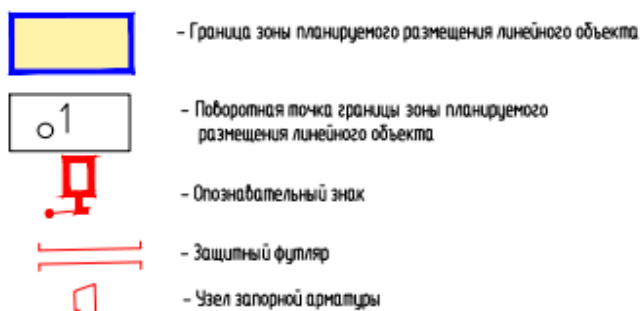 – Граница зоны планируемого размещения линейного объекта
1
– Поворотная точка границы зоны планируемого
размещения линейного объекта
– Опознавательный знак
– Защитный футляр
– Узел запорной арматуры